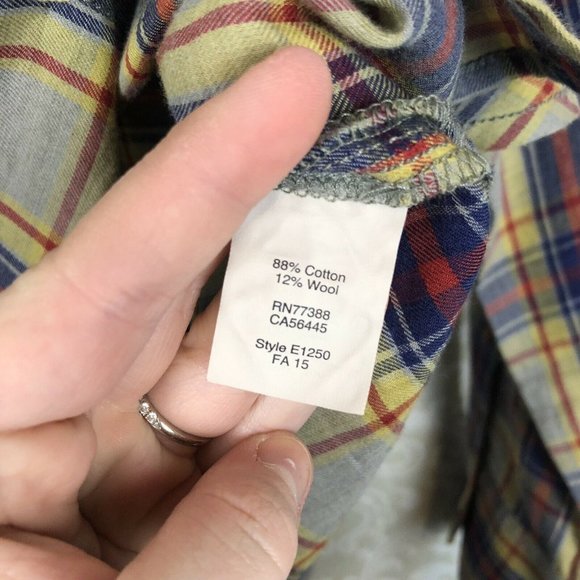 88% Cotton
12% Wool
RN77388
CA56445
Style E1250
FA 15